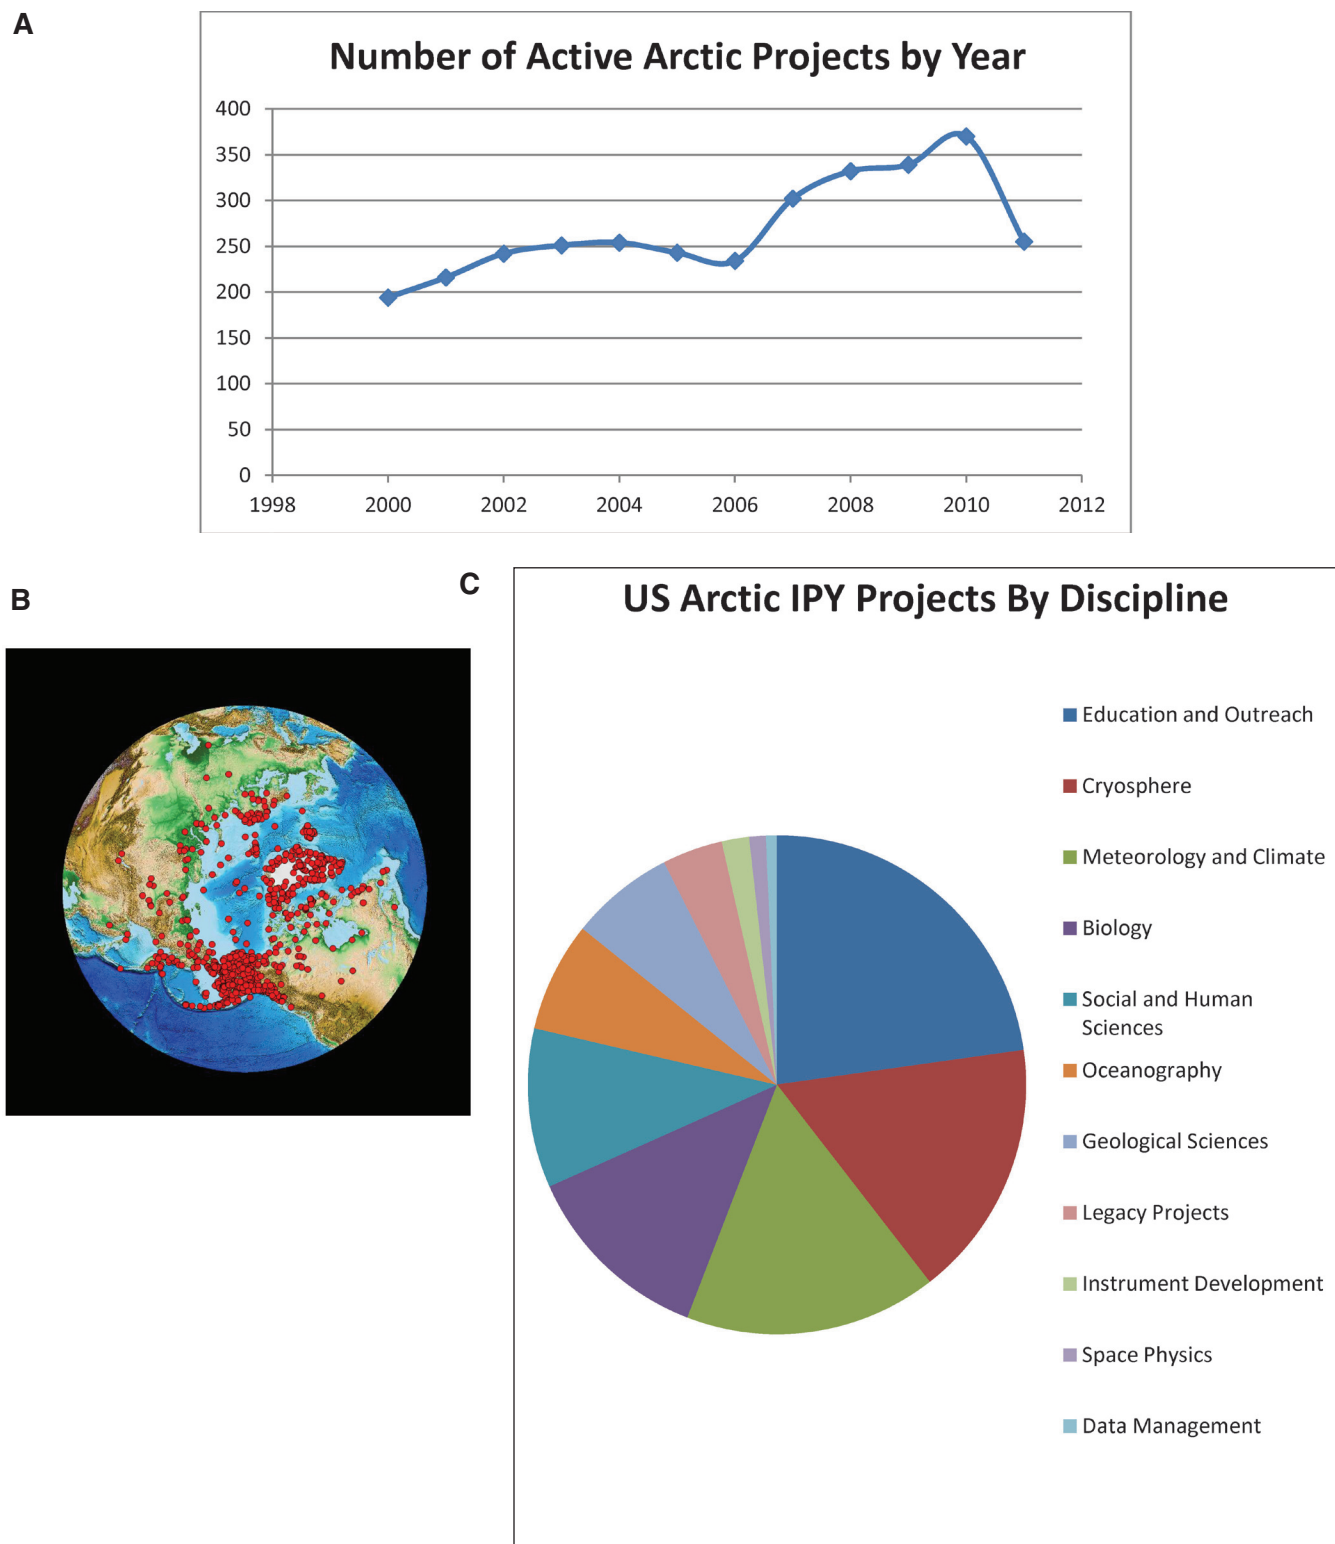 A
Number of Active Arctic Projects by Year
400
350
300
250
200
150
100
50
0
1998 2000 2002 2004 2006 2008 2010 2012
B
C
US Arctic IPY Projects By Discipline
Education and Outreach
Cryosphere
Meteorology and Climate
Biology
Social and Human
Sciences
Oceanography
Geological Sciences
Legacy Projects
Instrument Development
Space Physics
Data Management